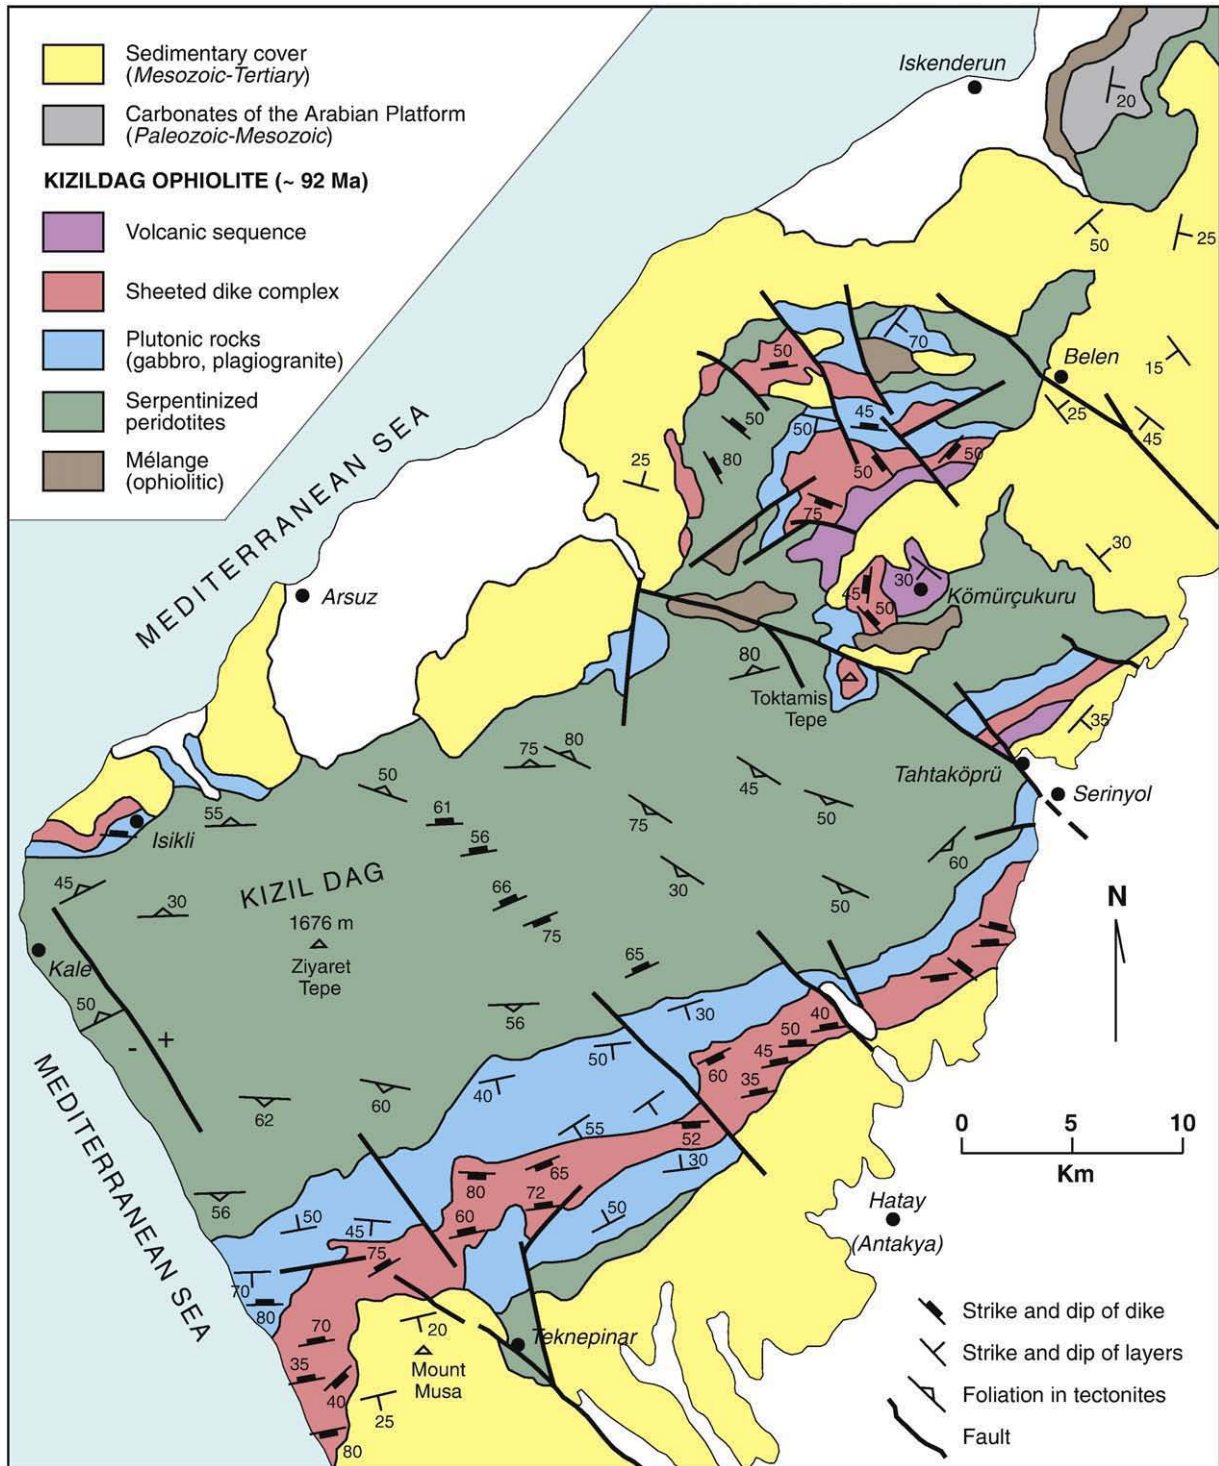 Sedimentary cover
(Mesozoic-Tertiary)
Carbonates of the Arabian Platform
(Paleozoic-Mesozoic)
KIZILDAG OPHIOLITE (~ 92 Ma)
Volcanic sequence
Sheeted dike complex
Plutonic rocks
(gabbro, plagiogranite)
Serpentinized
peridotites
Mélange
(ophiolitic)
Iskenderun
20
50
25
70
50
Belen
15
MEDITERRANEAN SEA
50
50
45
25
45
25
80
50
50
75
30
30
Arsuz
45
50
Kömürçukuru
80
Toktamis
Tepe
35
75
80
50
45
Tahtaköprü
Serinyol
55
61
75
50
Isikli
56
60
45
30
KIZIL DAG
66
30
50
1676 m
75
N
Ziyaret
Tepe
Kale
65
50
56
30
40
+
-
50
50
45
60
35
MEDITERRANEAN SEA
62
60
40
55
52
0
5
10
Km
56
80
65
30
72
Hatay
(Antakya)
50
45
60
50
75
70
80
Strike and dip of dike
70
20
Teknepinar
Strike and dip of layers
35
Mount
Musa
40
Foliation in tectonites
25
80
Fault